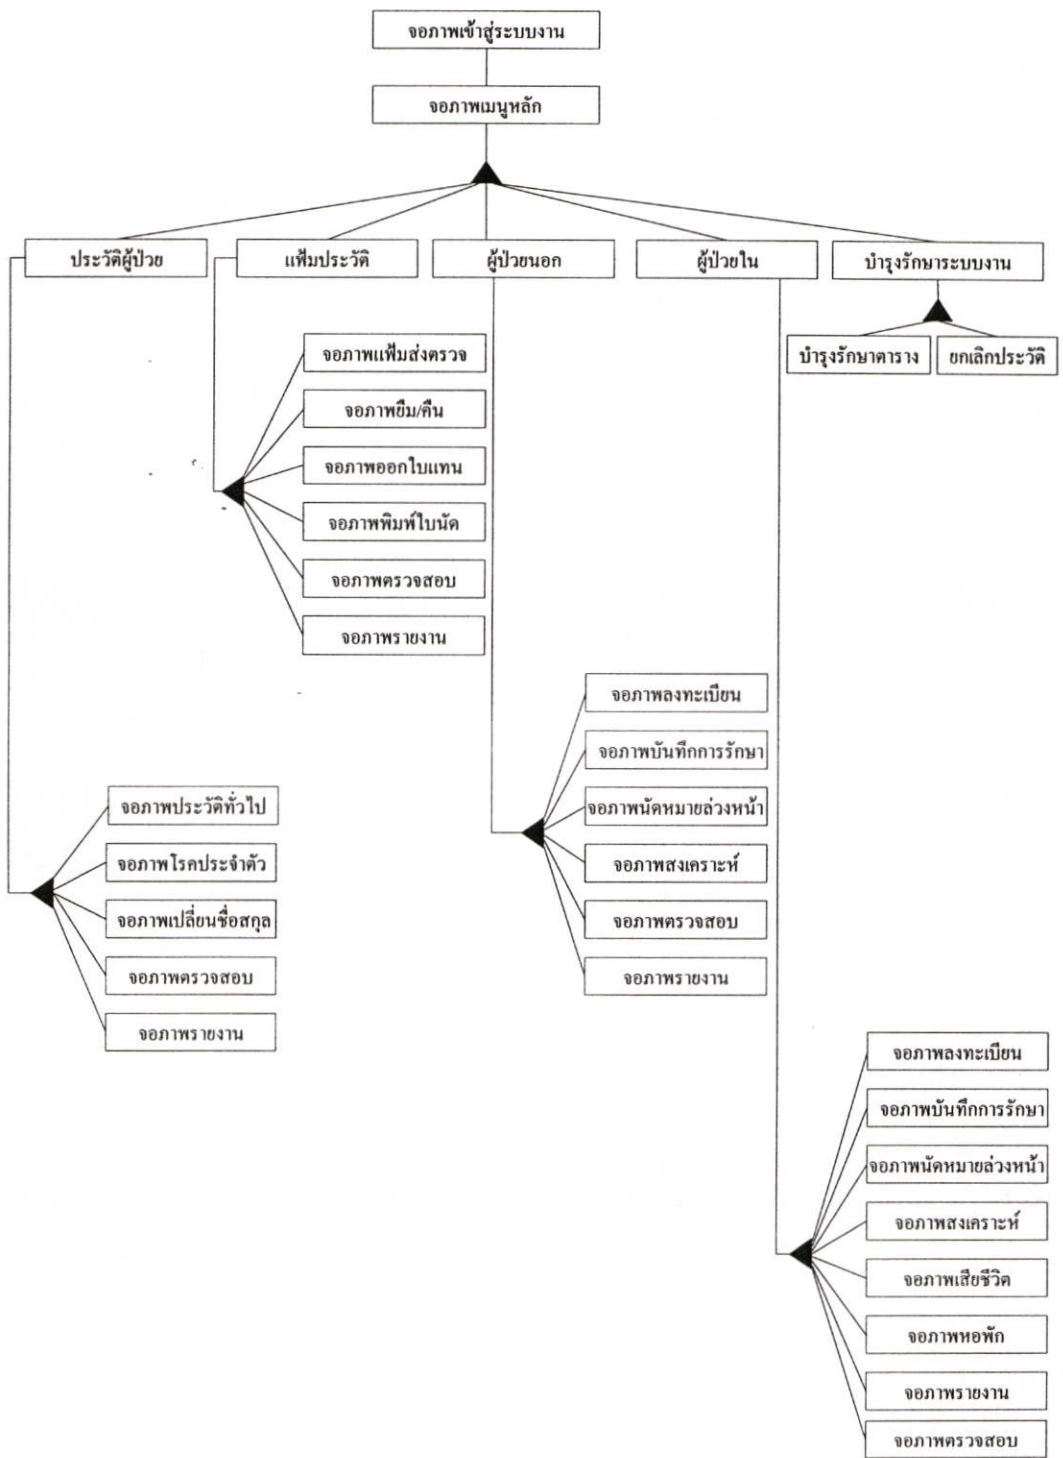 จอภาพเข้าสู่ระบบงาน
จอภาพเมนูหลัก
ประวัติผู้ป่วย
แฟ้มประวัติ
ผู้ป่วยนอก
ผู้ป่วยใน
บำรุงรักษาระบบงาน
บำรุงรักษาตาราง
ยกเลิกประวัติ
จอภาพแฟ้มส่งตรวจ
จอภาพยืม/คืน
จอภาพออกใบแทน
จอภาพพิมพ์ใบนัด
จอภาพตรวจสอบ
จอภาพรายงาน
จอภาพลงทะเบียน
จอภาพบันทึกการรักษา
จอภาพนัดหมายล่วงหน้า
จอภาพสงเคราะห์
จอภาพตรวจสอบ
จอภาพรายงาน
จอภาพประวัติทั่วไป
จอภาพโรคประจำตัว
จอภาพเปลี่ยนชื่อสกุล
จอภาพตรวจสอบ
จอภาพรายงาน
จอภาพลงทะเบียน
จอภาพบันทึกการรักษา
จอภาพนัดหมายล่วงหน้า
จอภาพสงเคราะห์
จอภาพเสียชีวิต
จอภาพหอพัก
จอภาพรายงาน
จอภาพตรวจสอบ